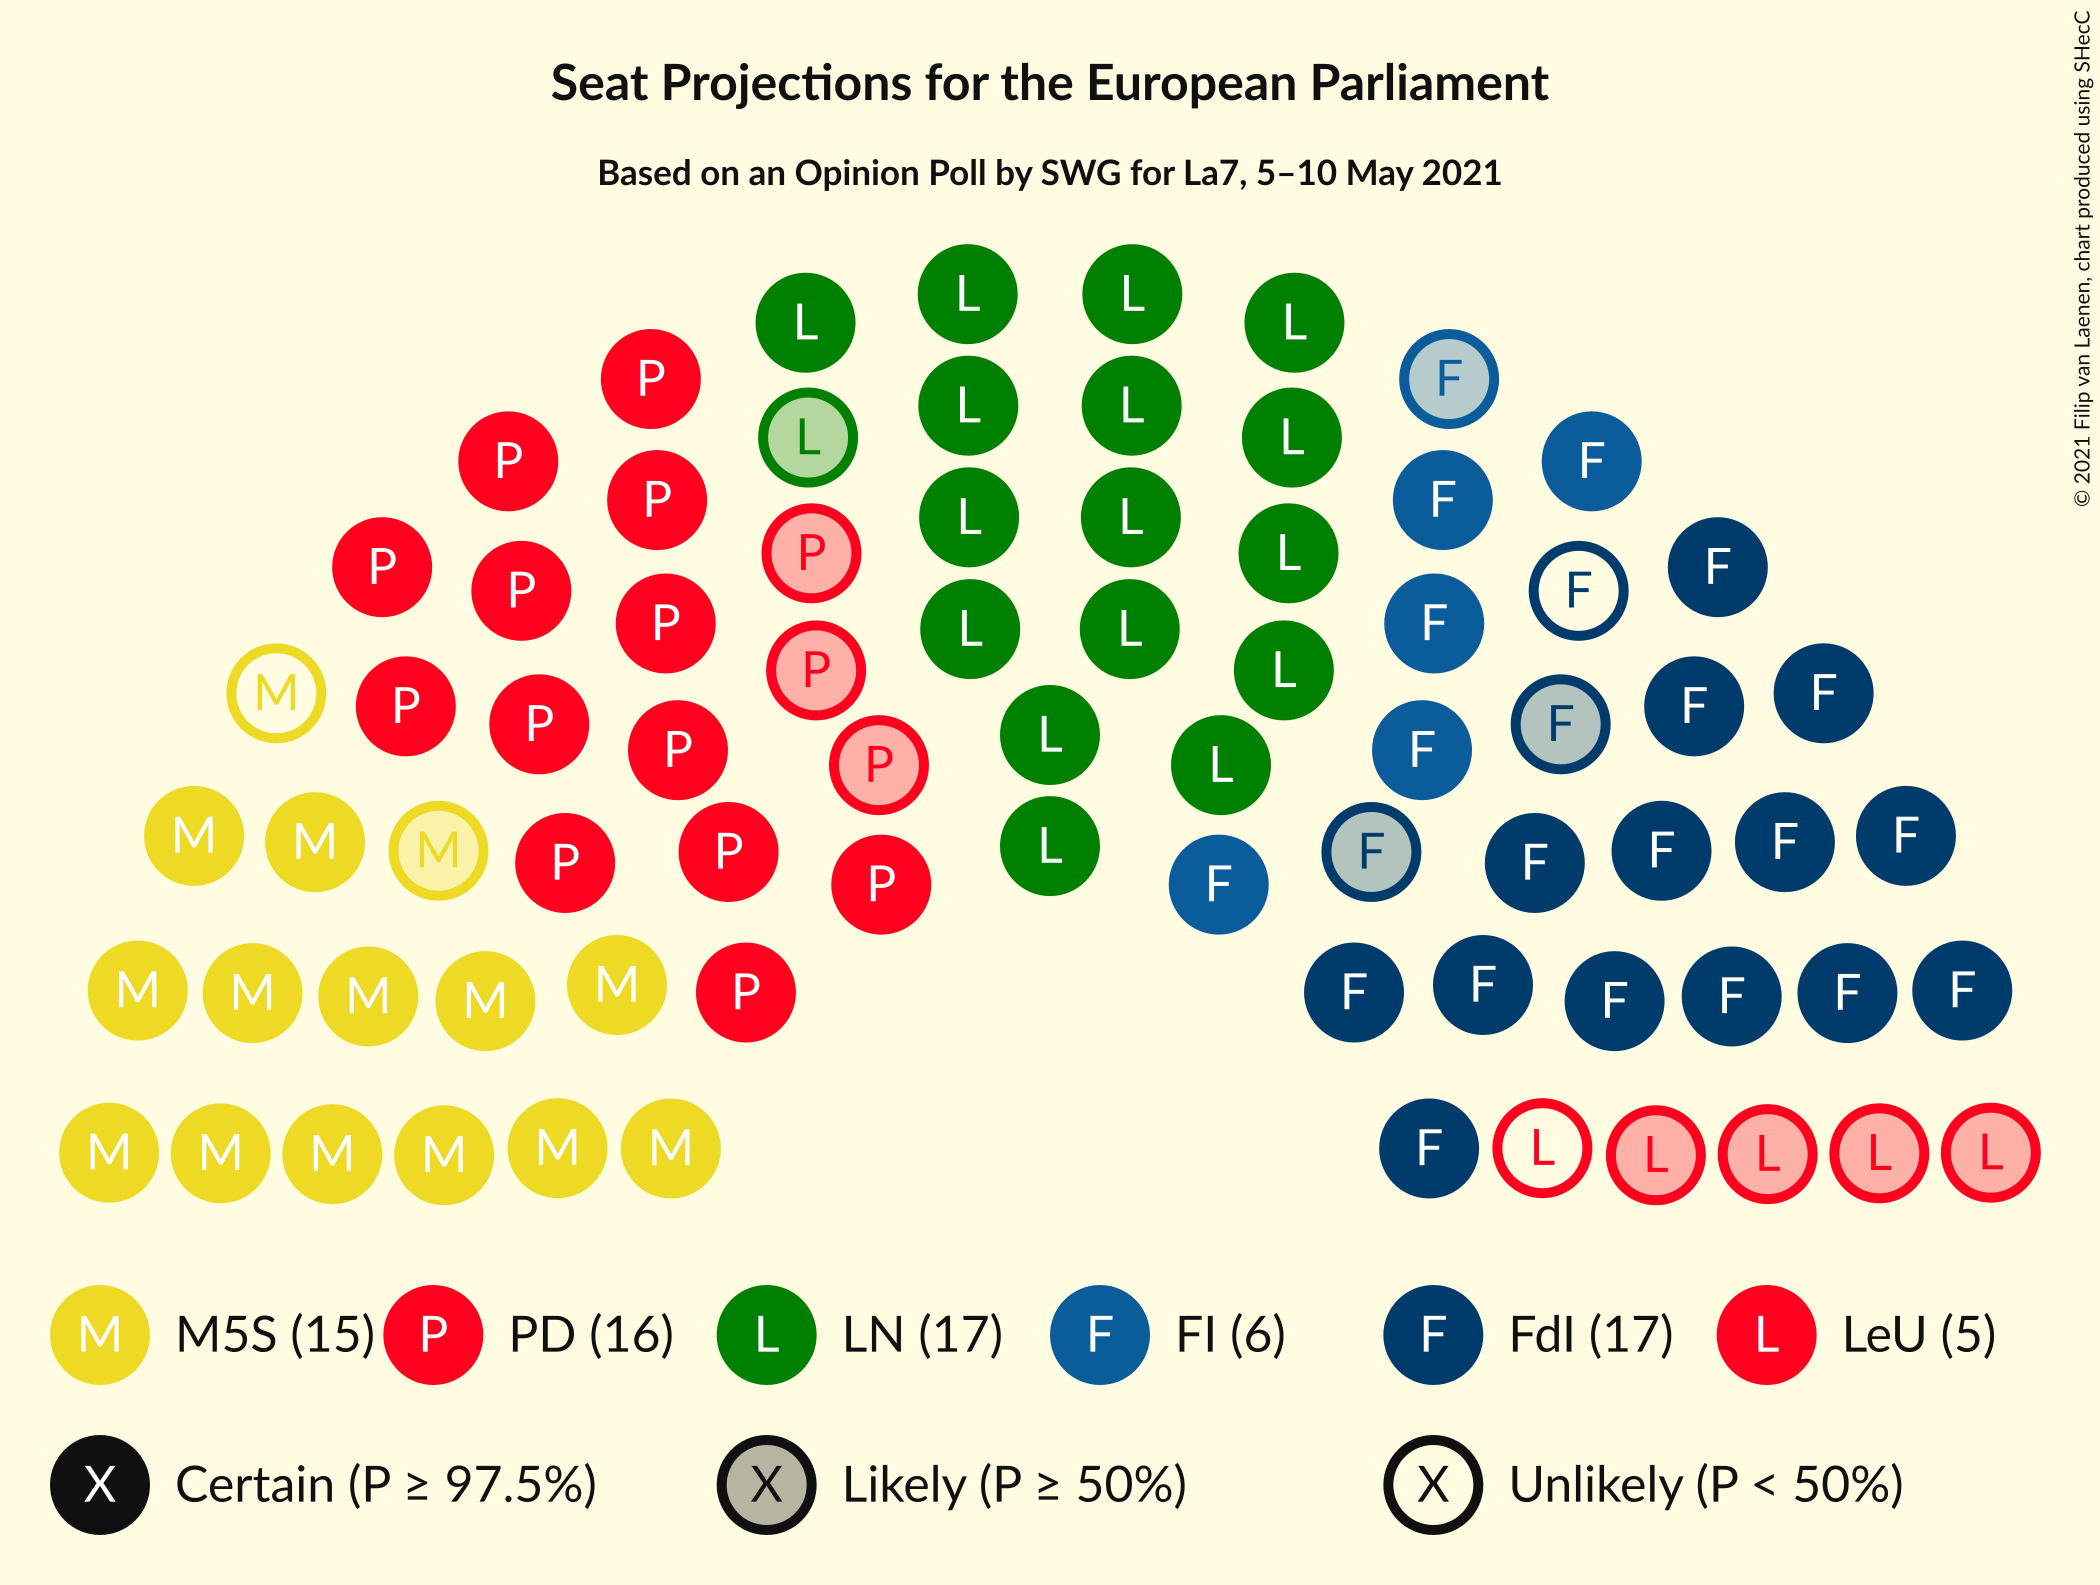 Seat Projections for the European Parliament
Based on an Opinion Poll by SWG for La7, 5–10 May 2021
© 2021 Filip van Laenen, chart produced using SHecC
L L
L L
P F
L L
L L
P F
P F
L L
L L
P P F
P F
P F F
L L
P F
P L
M P F F
P F
P F
L
P L
M F
M M F F
M P F
P F
P F
L
P F
M F
M M F F
M F
M F
P F
M M F L
M M L L
M M L L
M M5S (15) P PD (16) L LN (17) F FI (6) F FdI (17) L LeU (5)
X Certain (P ≥ 97.5%) X Likely (P ≥ 50%) X Unlikely (P < 50%)